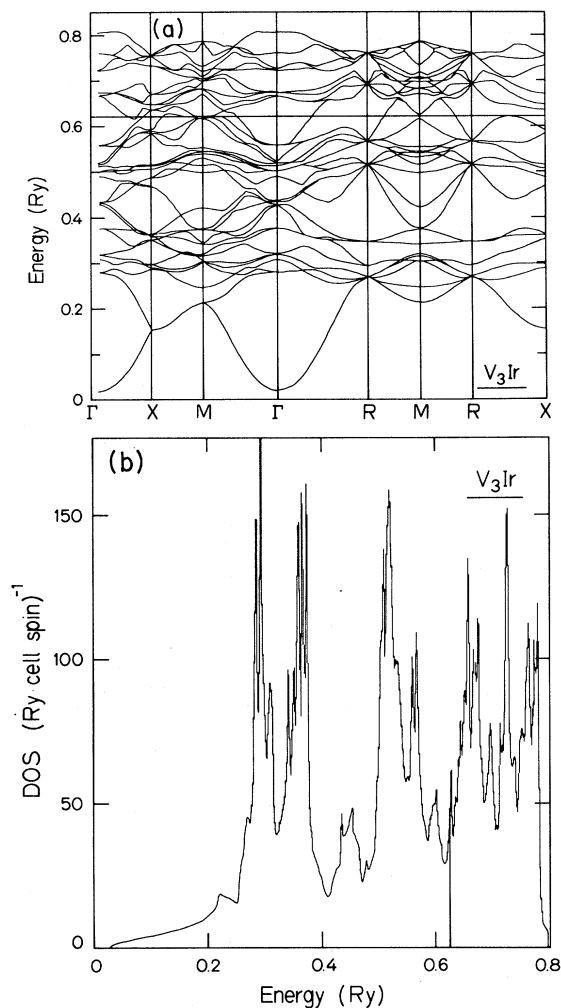 (a)
0.8
0.6
0.4
0.2
0
Energy (Ry)
V₃Ir
Γ X M Γ R M R X
(b)
V₃Ir
150
100
50
0
DOS (Ry cell spin)⁻¹
0 0.2 0.4 0.6 0.8
Energy (Ry)